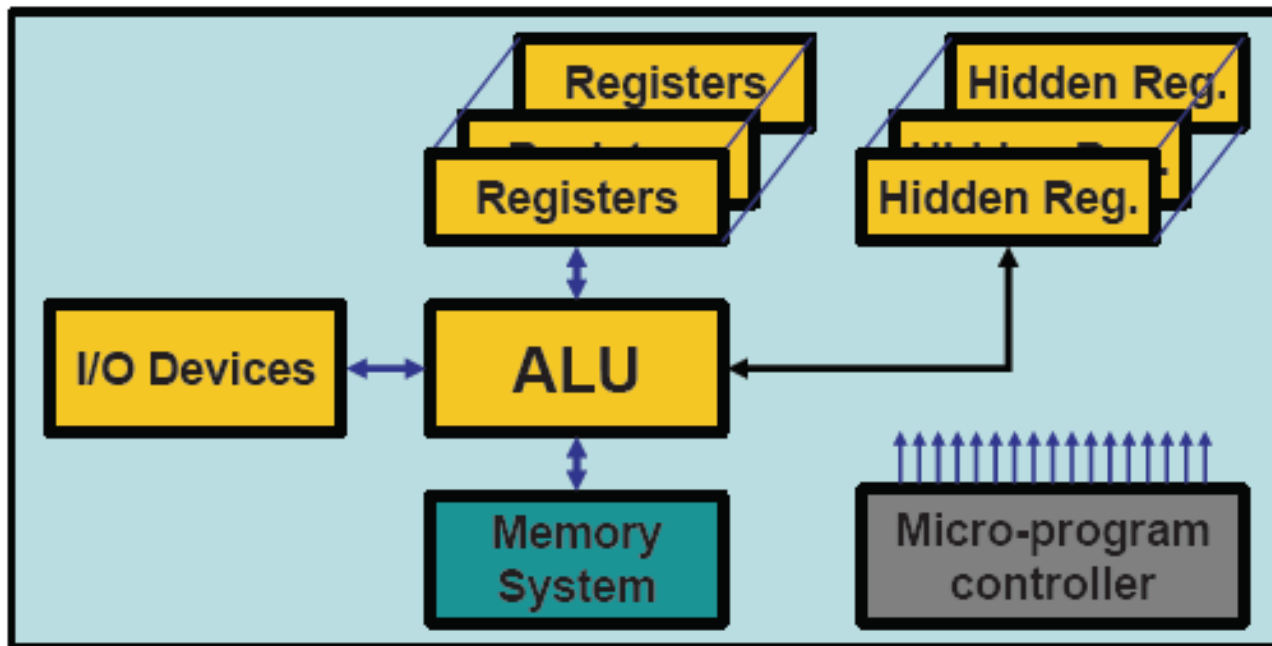 Registers
Hidden Reg.
Registers
Hidden Reg.
I/O Devices
ALU
Memory
System
Micro-program
controller